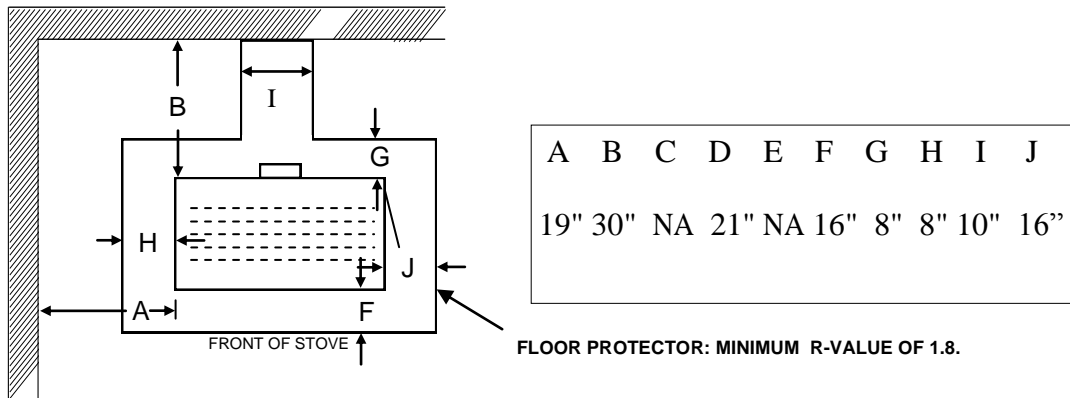 B
I
G
H
J
A
F
FRONT OF STOVE
A B C D E F G H I J
19" 30" NA 21" NA 16" 8" 8" 10" 16”
FLOOR PROTECTOR: MINIMUM R-VALUE OF 1.8.